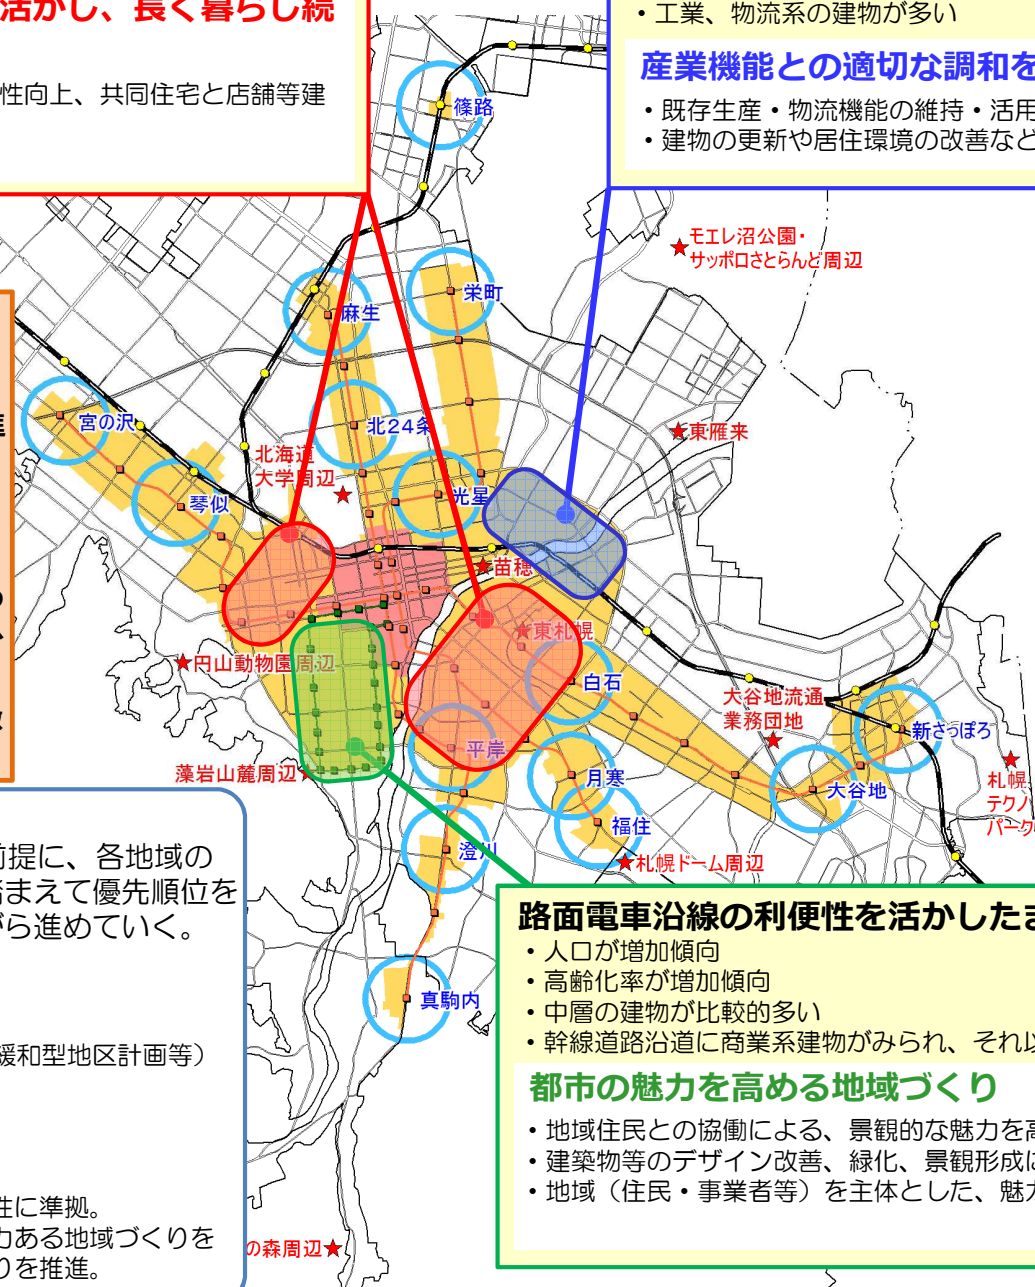 活かし、長く暮らし続
性向上、共同住宅と店舗等建
・工業、物流系の建物が多い
産業機能との適切な調和を
・既存生産・物流機能の維持・活用
・建物の更新や居住環境の改善など
篠路
モエレ沼公園・
サッポロさとらんど周辺
栄町
麻生
宮の沢
北24条
東雁来
北海道
大学周辺
琴似
光星
苗穂
東札幌
円山動物園周辺
白石
大谷地流通
業務団地
新さっぽろ
平岸
藻岩山麓周辺
月寒
大谷地
札幌
テクノ
パーク
福住
澄川
札幌ドーム周辺
前提に、各地域の
踏まえて優先順位を
がら進めていく。
真駒内
緩和型地区計画等）
性に準拠。
力ある地域づくりを
りを推進。
の森周辺
路面電車沿線の利便性を活かしたま
・人口が増加傾向
・高齢化率が増加傾向
・中層の建物が比較的多い
・幹線道路沿道に商業系建物がみられ、それ以
都市の魅力を高める地域づくり
・地域住民との協働による、景観的な魅力を高
・建築物等のデザイン改善、緑化、景観形成に
・地域（住民・事業者等）を主体とした、魅力